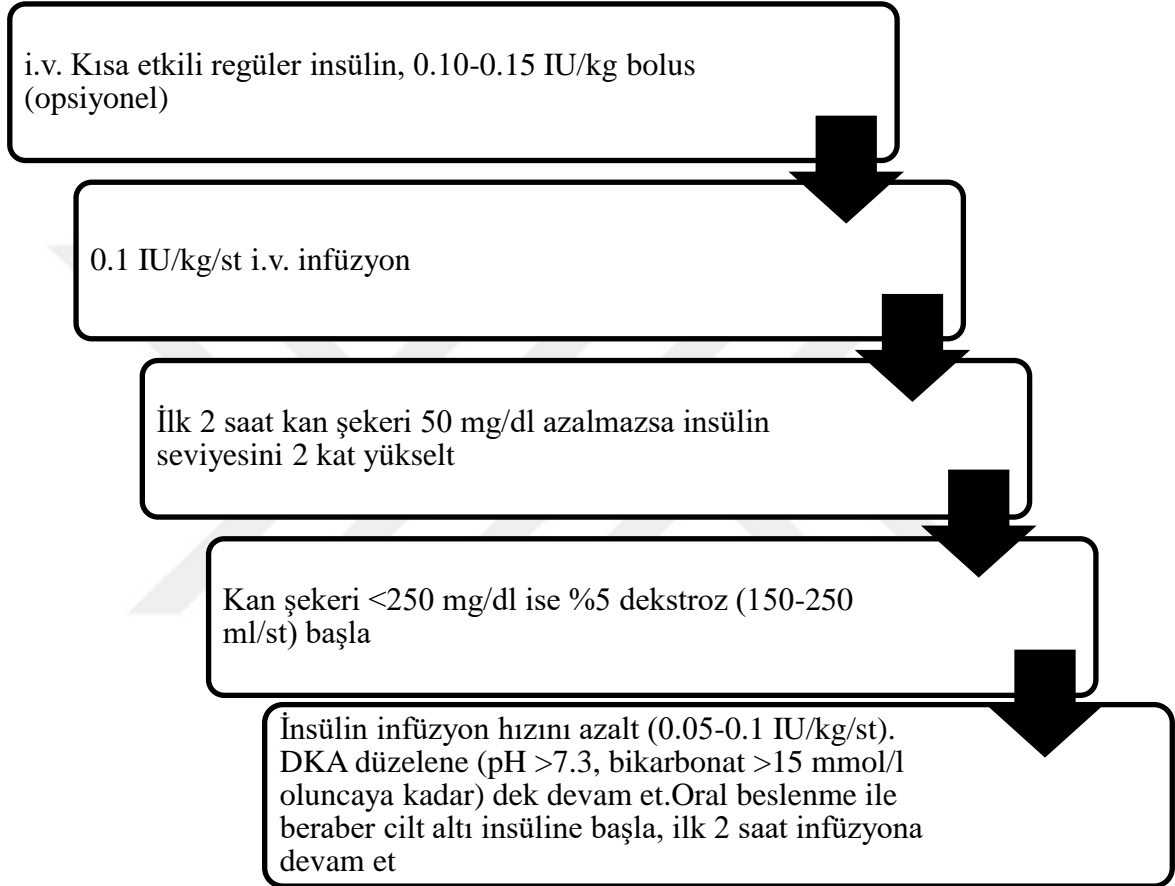 i.v. Kısa etkili regüler insülin, 0.10-0.15 IU/kg bolus
(opsiyonel)
0.1 IU/kg/st i.v. infüzyon
İlk 2 saat kan şekeri 50 mg/dl azalmazsa insülin
seviyesini 2 kat yükselt
Kan şekeri <250 mg/dl ise %5 dekstroz (150-250
ml/st) başla
İnsülin infüzyon hızını azalt (0.05-0.1 IU/kg/st).
DKA düzelene (pH >7.3, bikarbonat >15 mmol/l
oluncaya kadar) dek devam et.Oral beslenme ile
beraber cilt altı insüline başla, ilk 2 saat infüzyona
devam et